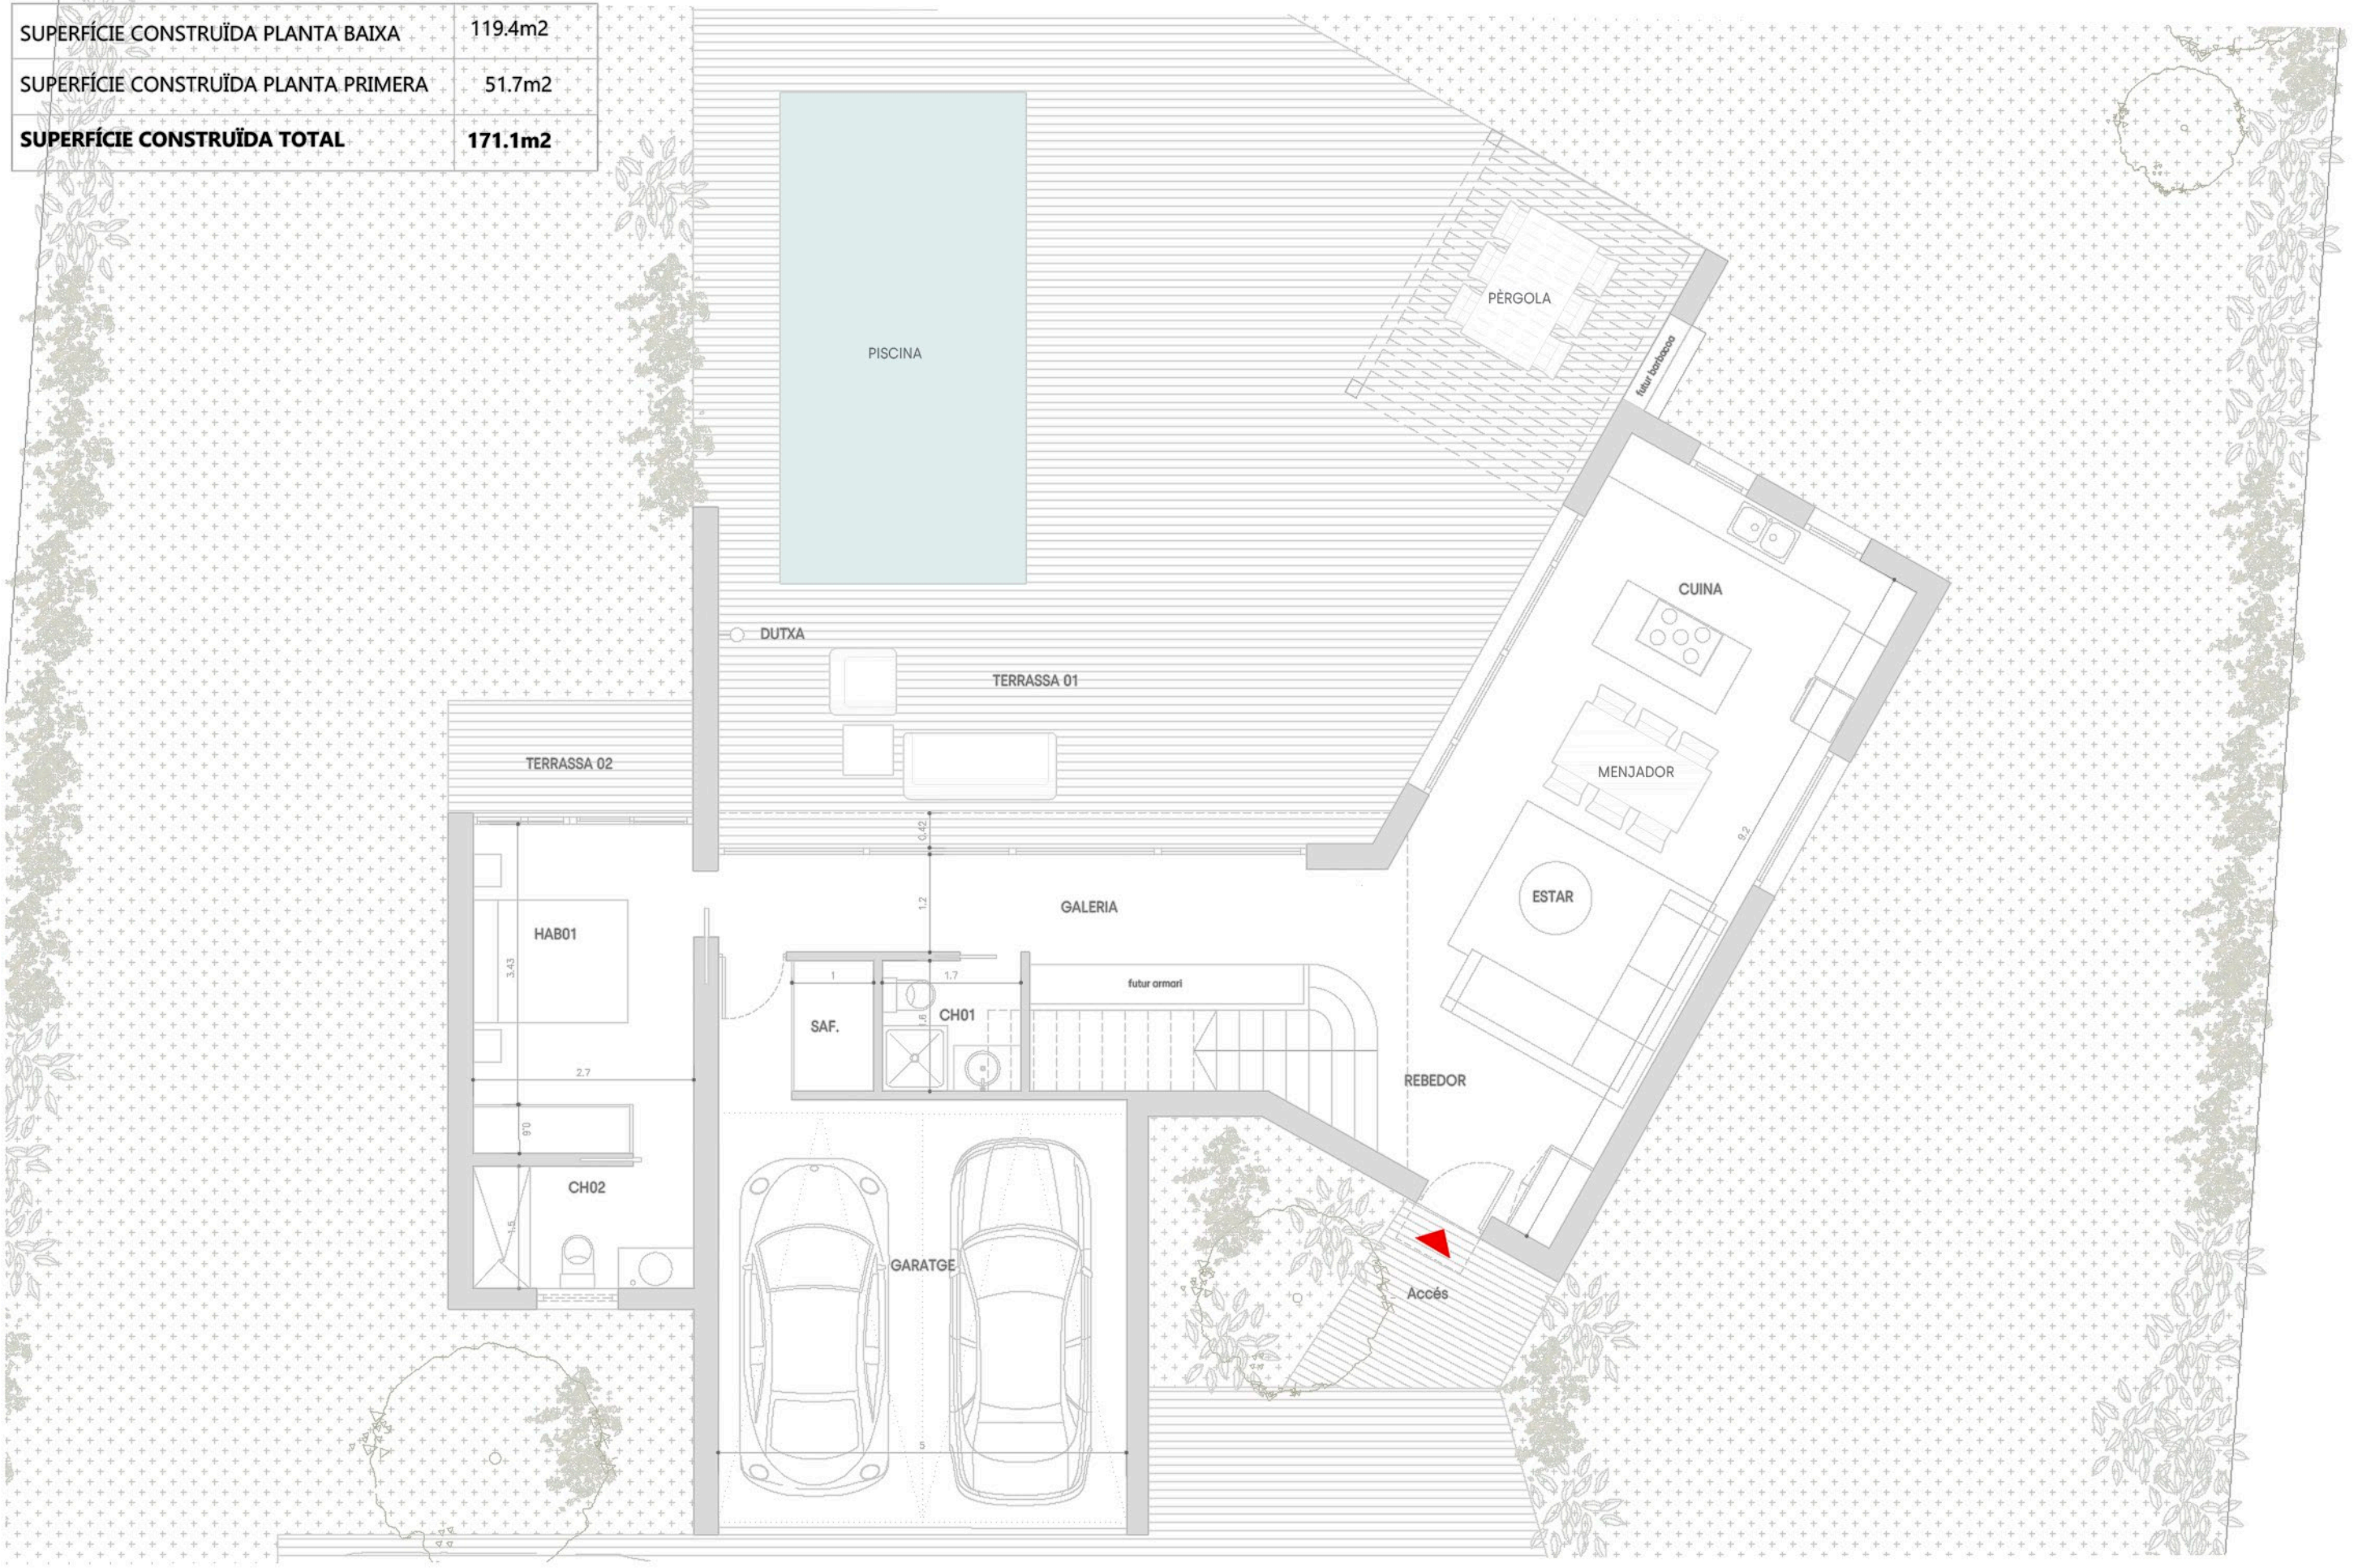 SUPERFÍCIE CONSTRUÏDA PLANTA BAIXA 119.4m2
SUPERFÍCIE CONSTRUÏDA PLANTA PRIMERA 51.7m2
SUPERFÍCIE CONSTRUÏDA TOTAL 171.1m2
PÈRGOLA
PISCINA
futur barbacoa
CUINA
DUTXA
TERRASSA 01
TERRASSA 02
MENJADOR
0.42
9.2
ESTAR
1.2
GALERIA
HAB01
3.43
1
1.7
futur armari
CH01
SAF.
2.7
REBEDOR
0.6
CH02
1.5
GARATGE
Accés
5